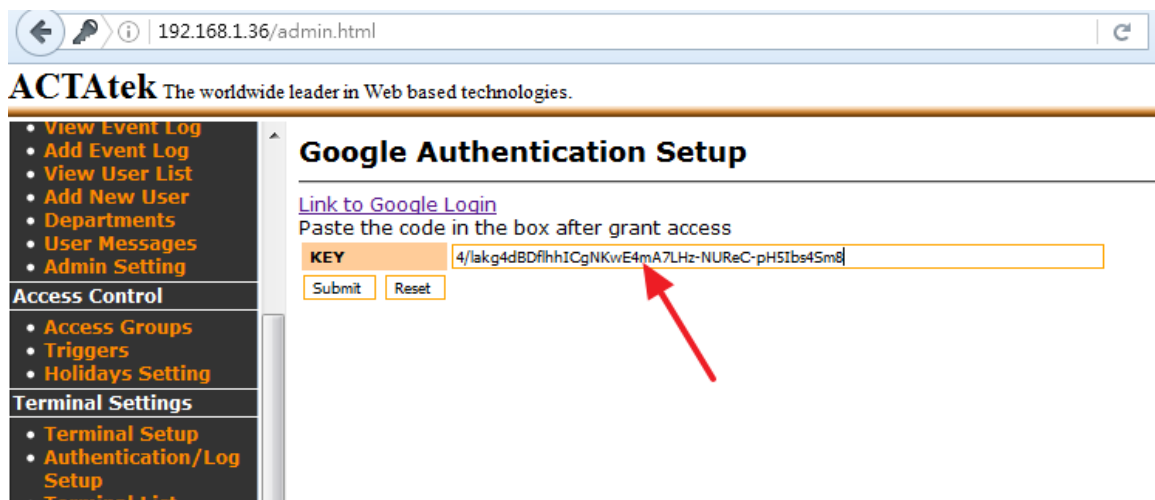 192.168.1.36/admin.html
ACTAtek The worldwide leader in Web based technologies.
• View Event Log
• Add Event Log
• View User List
• Add New User
• Departments
• User Messages
• Admin Setting
Access Control
• Access Groups
• Triggers
• Holidays Setting
Terminal Settings
• Terminal Setup
• Authentication/Log
Setup
Terminal List
Google Authentication Setup
Link to Google Login
Paste the code in the box after grant access
KEY 4/lakg4dBDflhhICgNKwE4mA7LHz-NUReC-pH5Ibs4Sm8
Submit Reset